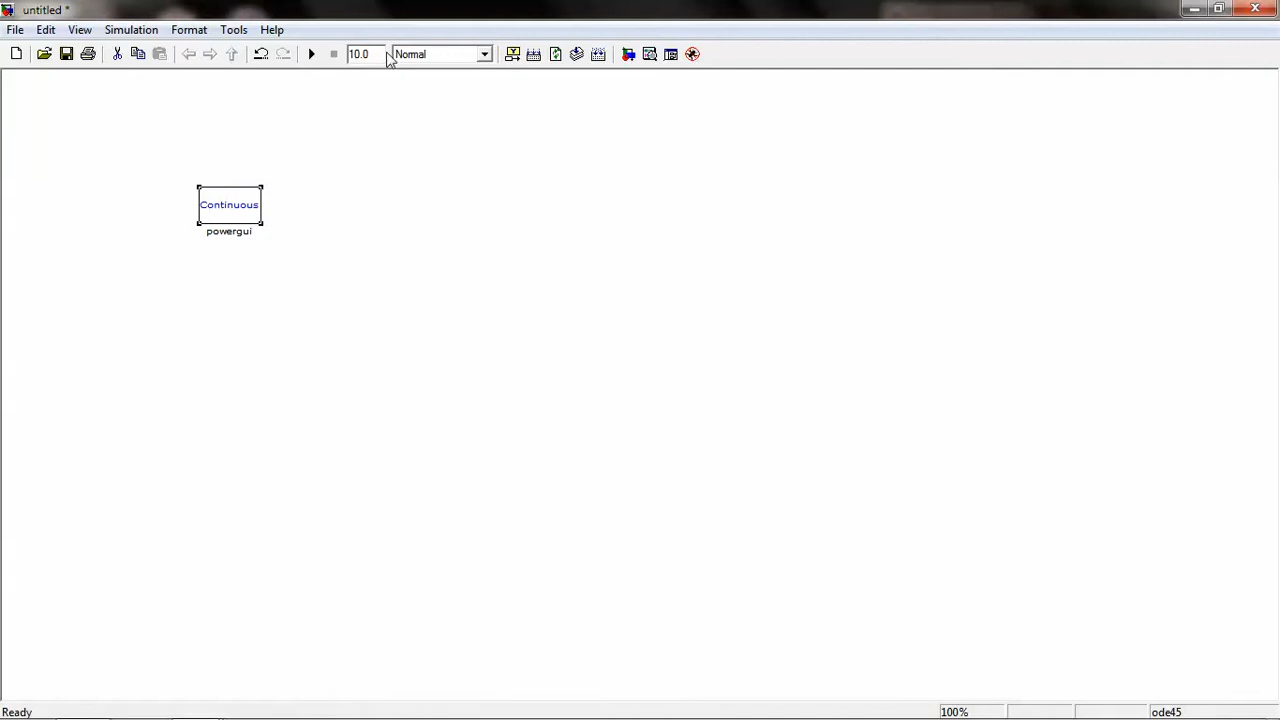 untitled *
File Edit View Simulation Format Tools Help
10.0 Normal
Continuous
powergui
Ready 100% ode45